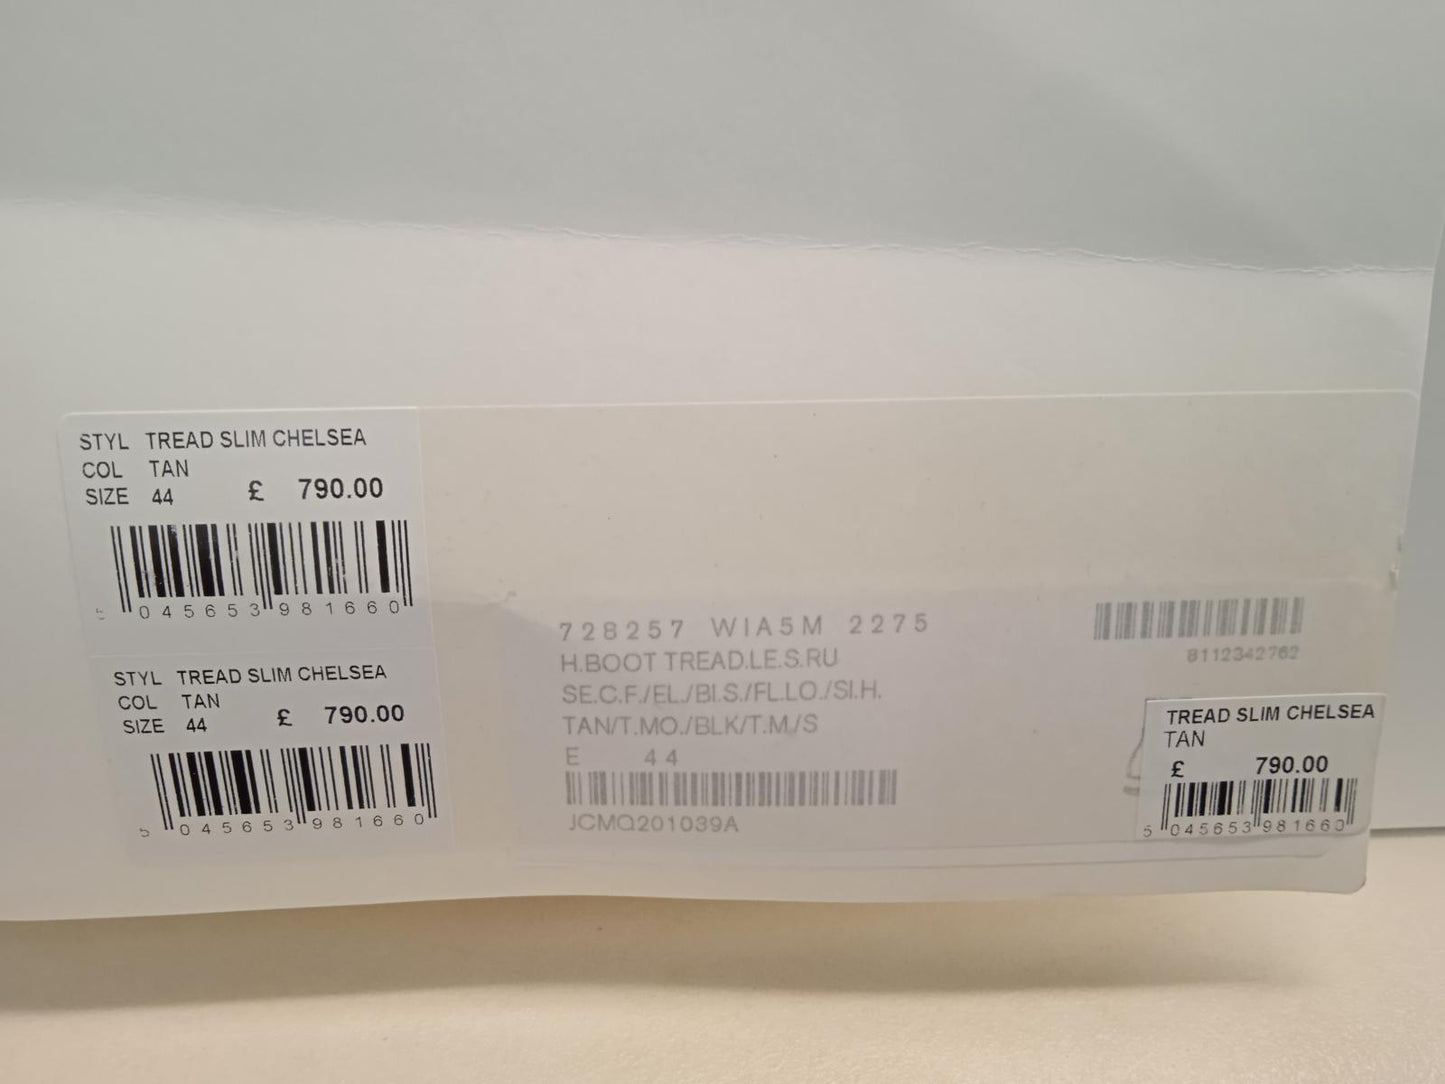 STYL TREAD SLIM CHELSEA
COL TAN
SIZE 44 £ 790.00
5 045653 981660
STYL TREAD SLIM CHELSEA
COL TAN
SIZE 44 £ 790.00
5 045653 981660
728257 WIA5M 2275
H.BOOT TREAD.LE.S.RU
SE.C.F./EL./BI.S./FL.LO./SI.H.
TAN/T.MO./BLK/T.M./S
E 44
JCMQ201039A
8112342762
TREAD SLIM CHELSEA
TAN
£ 790.00
5 045653 981660